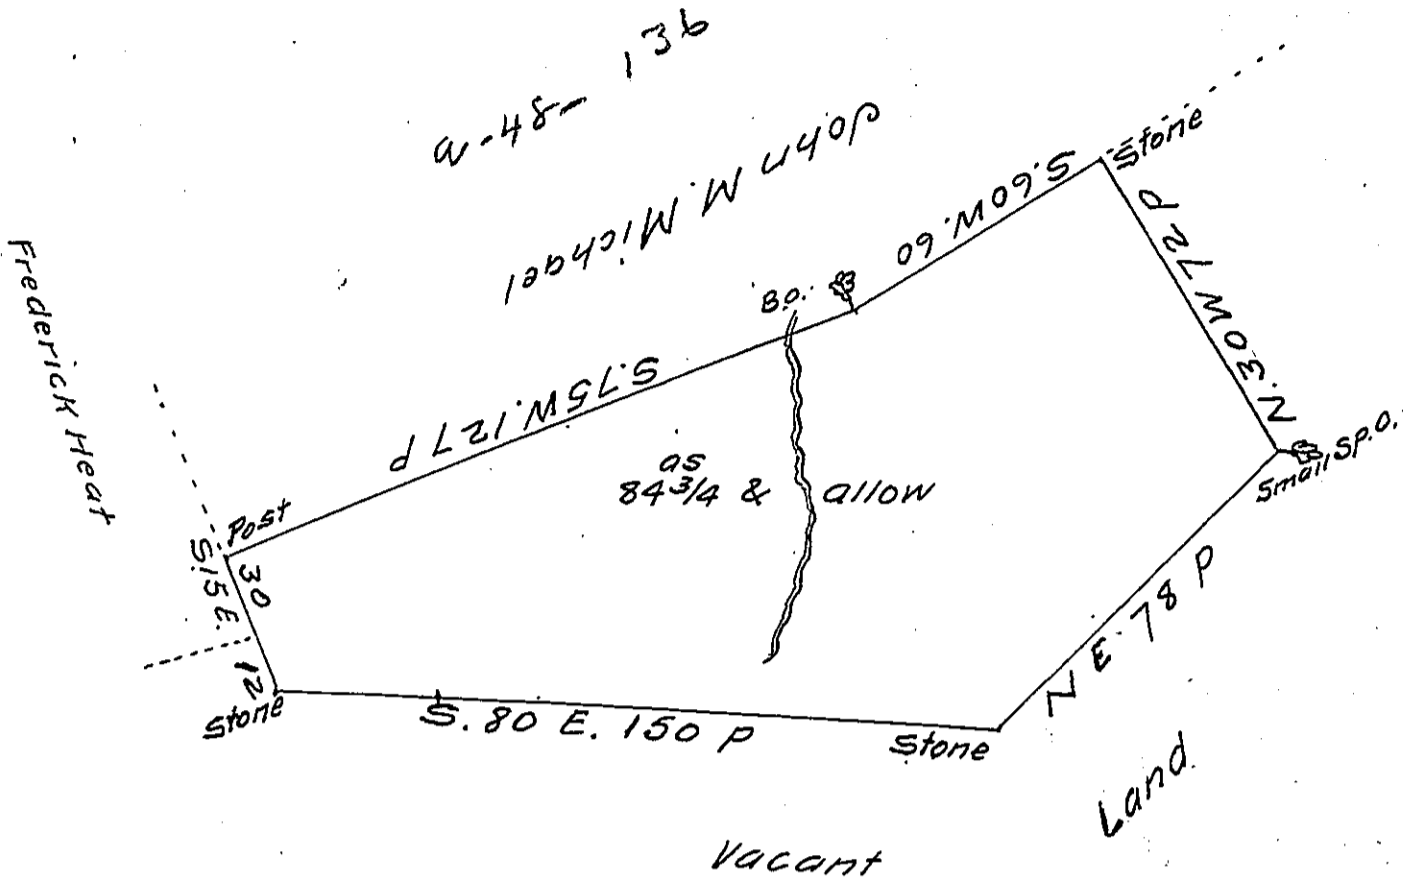 a-48-136
John M. Michael
Frederick Heat
Stone
S.60W.60
N.30W 72 P
B.O.
S.75W.127 P
as
84 3/4 & allow
Small SP.O.
Post
S.15E.
30
12
Stone
S. 80 E. 150 P
Stone
N E. 78 P
Land.
Vacant